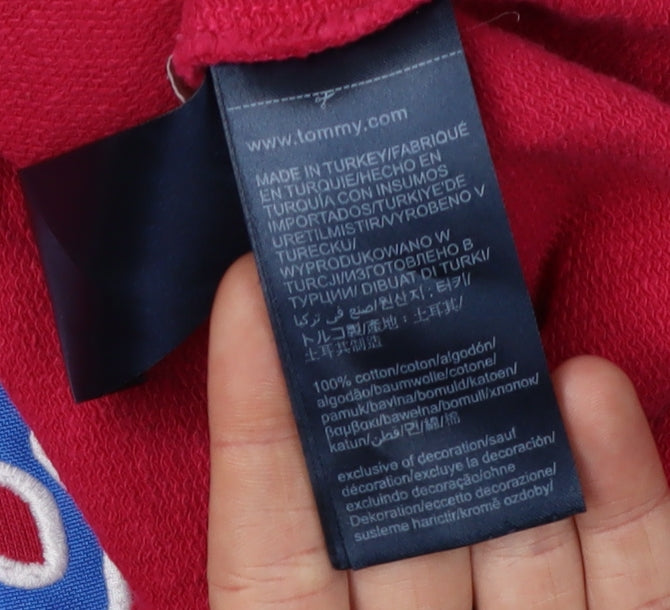 www.tommy.com
MADE IN TURKEY/FABRIQUÉ
EN TURQUIE/HECHO EN
TURQUÍA CON INSUMOS
IMPORTADOS/TURKIYE'DE
URETILMISTIR/VYROBENO V
TURECKU/
WYPRODUKOWANO W
TURCJI/ИЗГОТОВЛЕНО В
ТУРЦИИ/ DIBUAT DI TURKI/
صنع في تركيا/원산지 : 터키/
トルコ製/產地 : 土耳其/
土耳其制造
100% cotton/coton/algodón/
algodão/baumwolle/cotone/
pamuk/bavlna/bomuld/katoen/
βαμβακι/bawełna/bomull/хлопок/
katun/قطن/면/綿/棉
exclusive of decoration/sauf
décoration/excluye la decoración/
excluindo decoração/ohne
Dekoration/eccetto decorazione/
susleme harictir/kromě ozdoby/